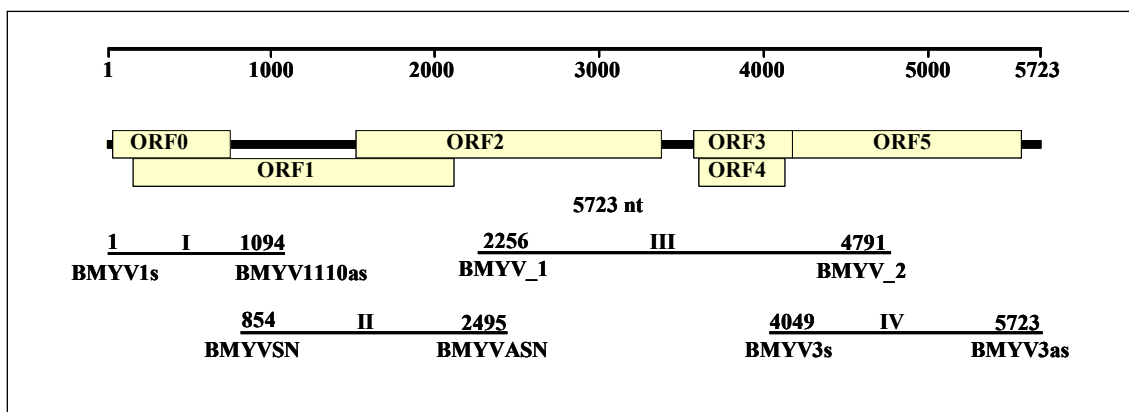 1 1000 2000 3000 4000 5000 5723
ORF0 ORF2 ORF3 ORF5
ORF1 ORF4
5723 nt
1 I 1094 2256 III 4791
BMYV1s BMYV1110as BMYV_1 BMYV_2
854 II 2495 4049 IV 5723
BMYVSN BMYVASN BMYV3s BMYV3as